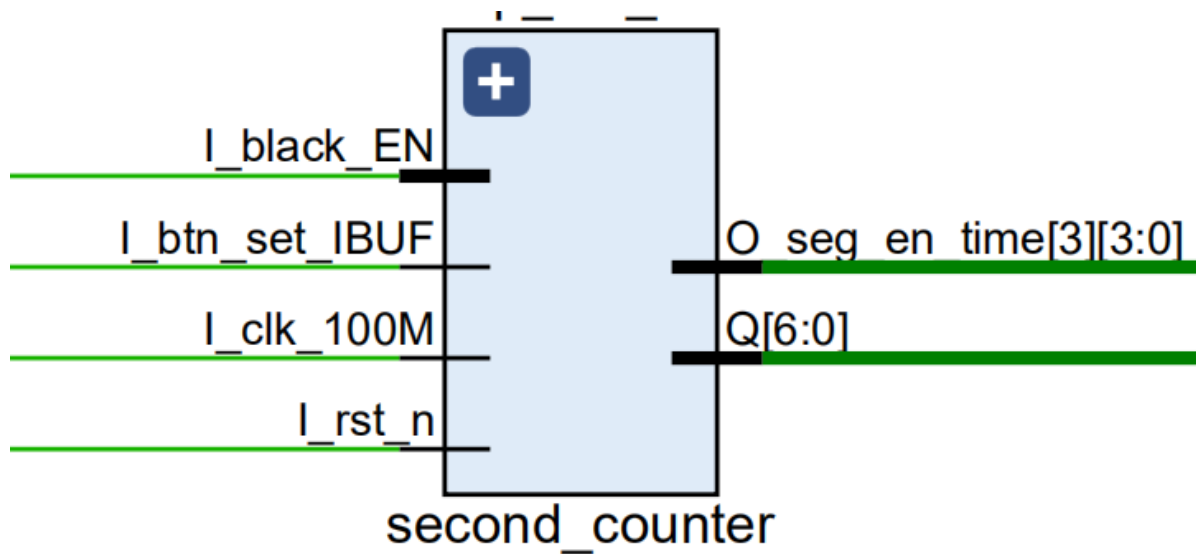 I_black_EN
I_btn_set_IBUF
I_clk_100M
I_rst_n
O_seg_en_time[3][3:0]
Q[6:0]
second_counter